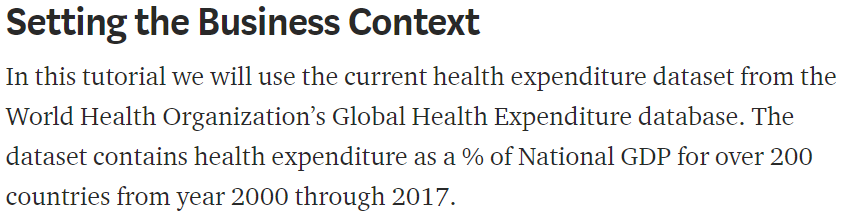 Setting the Business Context
In this tutorial we will use the current health expenditure dataset from the
World Health Organization’s Global Health Expenditure database. The
dataset contains health expenditure as a % of National GDP for over 200
countries from year 2000 through 2017.